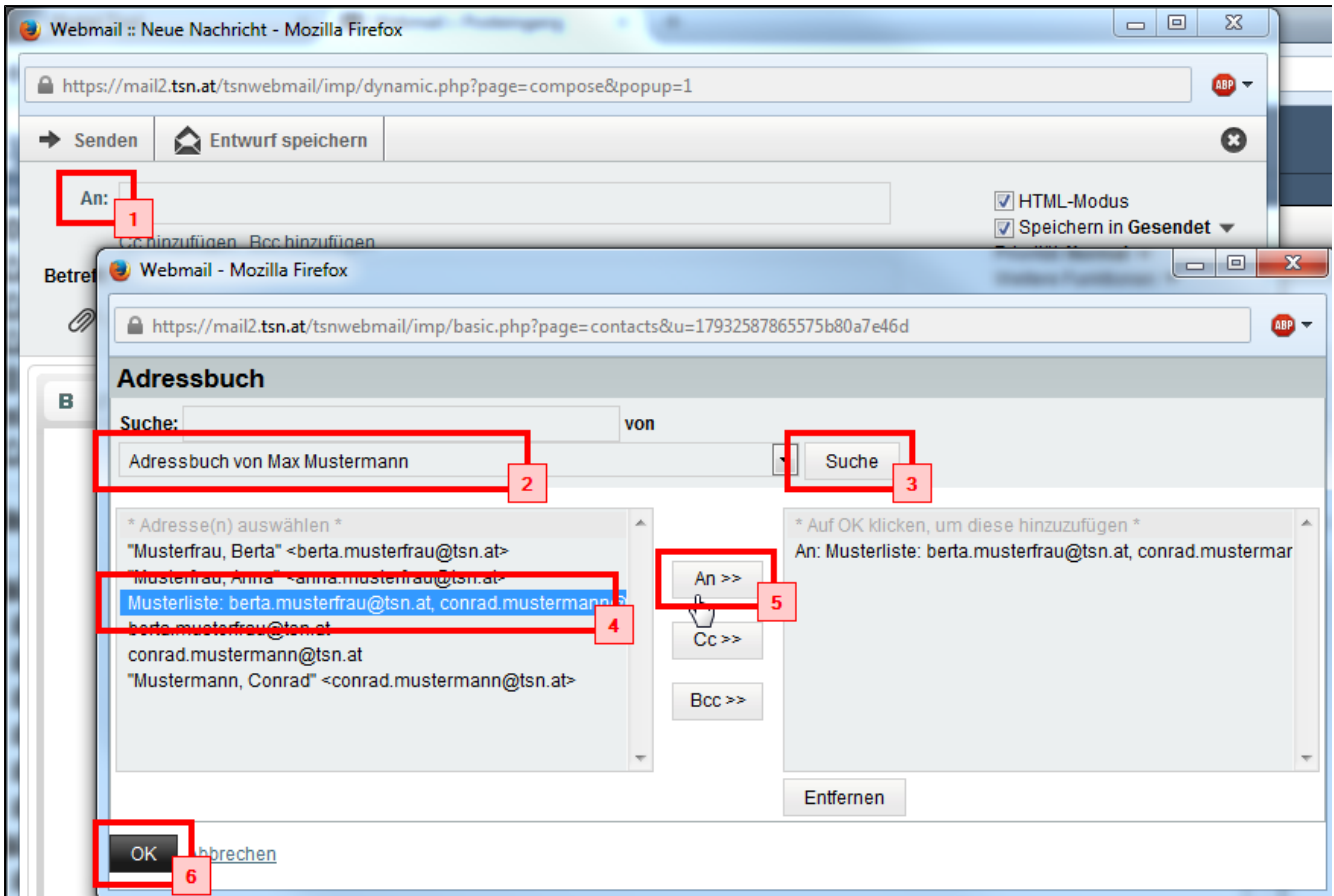 Webmail :: Neue Nachricht - Mozilla Firefox
https://mail2.tsn.at/tsnwebmail/imp/dynamic.php?page=compose&popup=1
ABP
Senden
Entwurf speichern
An:
1
HTML-Modus
Speichern in Gesendet
Cc hinzufügen Bcc hinzufügen
Betref
Webmail - Mozilla Firefox
https://mail2.tsn.at/tsnwebmail/imp/basic.php?page=contacts&u=17932587865575b80a7e46d
ABP
B
Adressbuch
Suche:
von
Adressbuch von Max Mustermann
2
Suche
3
* Adresse(n) auswählen *
"Musterfrau, Berta" <berta.musterfrau@tsn.at>
"Musterfrau, Anna" <anna.musterfrau@tsn.at>
Musterliste: berta.musterfrau@tsn.at, conrad.mustermann@
4
berta.musterfrau@tsn.at
conrad.mustermann@tsn.at
"Mustermann, Conrad" <conrad.mustermann@tsn.at>
An >>
5
Cc >>
Bcc >>
* Auf OK klicken, um diese hinzuzufügen *
An: Musterliste: berta.musterfrau@tsn.at, conrad.mustermar
Entfernen
OK
bbrechen
6